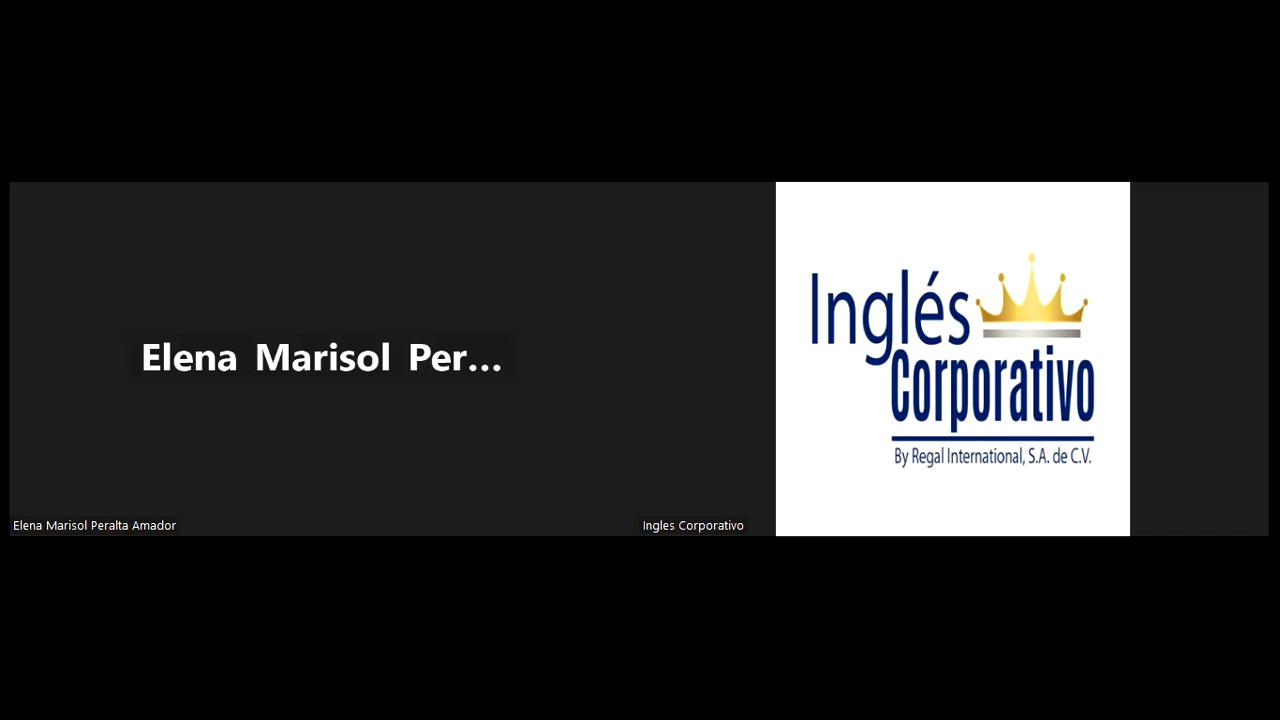 Elena Marisol Per...
Elena Marisol Peralta Amador
Ingles Corporativo
Inglés
Corporativo
By Regal International, S.A. de C.V.